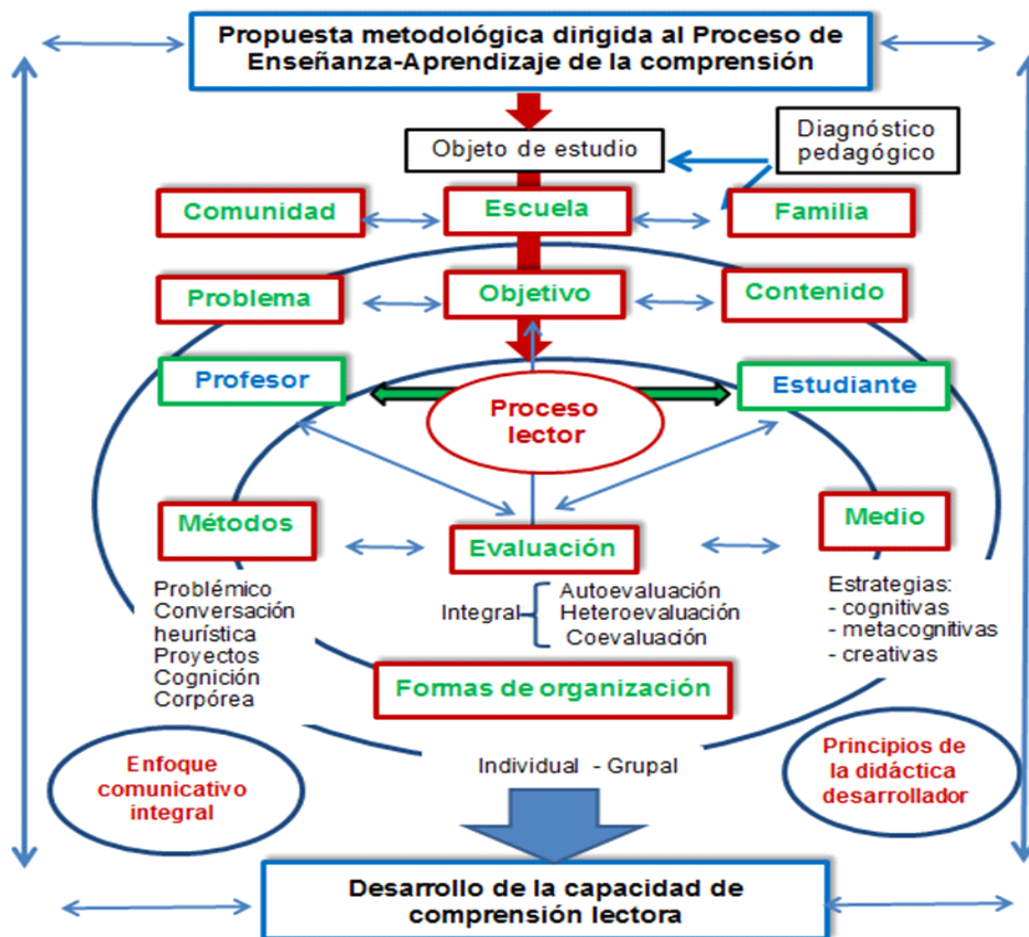 Propuesta metodológica dirigida al Proceso de
Enseñanza-Aprendizaje de la comprensión
Objeto de estudio
Diagnóstico
pedagógico
Comunidad
Escuela
Familia
Problema
Objetivo
Contenido
Profesor
Estudiante
Proceso
lector
Métodos
Evaluación
Medio
Problémico
Conversación
heurística
Proyectos
Cognición
Corpórea
Integral
Autoevaluación
Heteroevaluación
Coevaluación
Estrategias:
- cognitivas
- metacognitivas
- creativas
Formas de organización
Individual - Grupal
Enfoque
comunicativo
integral
Principios de
la didáctica
desarrollador
Desarrollo de la capacidad de
comprensión lectora